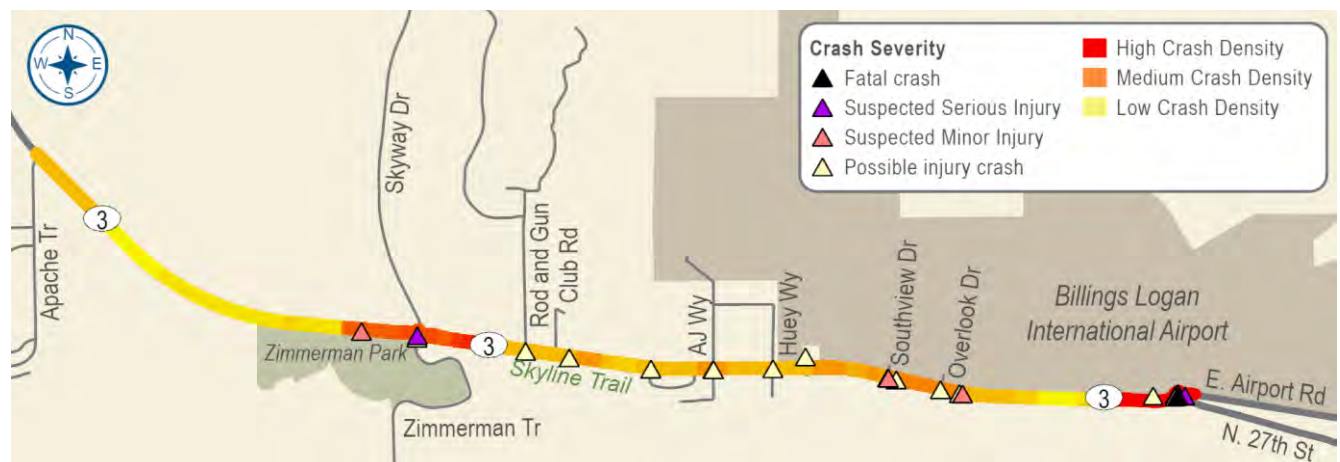 N
W
E
S
Crash Severity
Fatal crash
Suspected Serious Injury
Suspected Minor Injury
Possible injury crash
High Crash Density
Medium Crash Density
Low Crash Density
Apache Tr
3
Skyway Dr
Zimmerman Park
Zimmerman Tr
3
Rod and Gun
Club Rd
Skyline Trail
AJ Wy
Huey Wy
Southview Dr
Overlook Dr
Billings Logan
International Airport
3
E. Airport Rd
N. 27th St